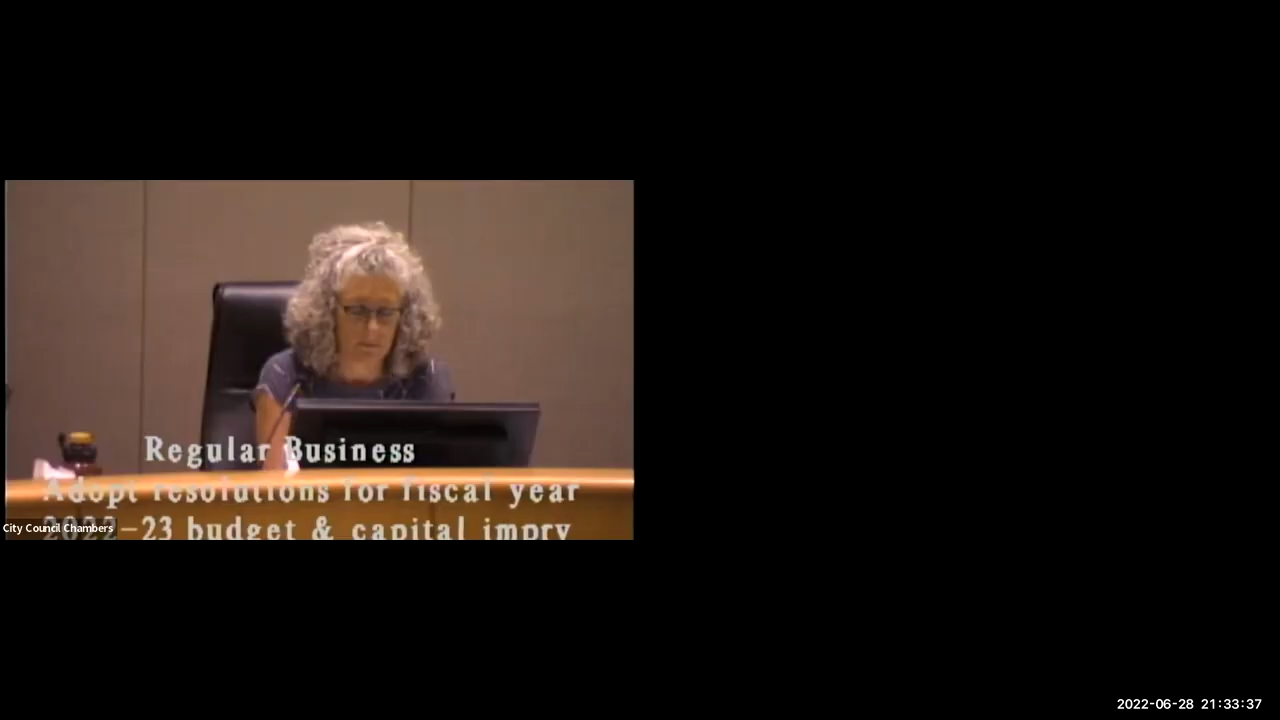 Regular Business
Adopt resolutions for fiscal year
2022-23 budget & capital imprv
City Council Chambers
2022-06-28 21:33:37